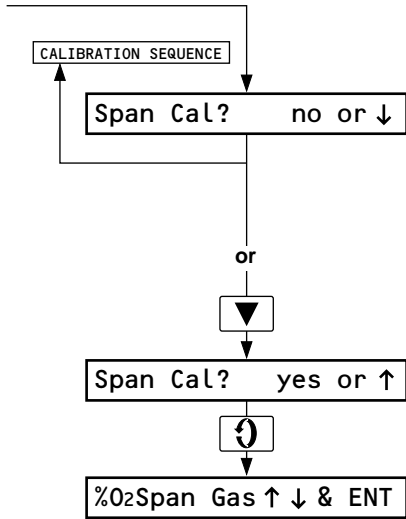 CALIBRATION SEQUENCE
Span Cal? no or ↓
or
Span Cal? yes or ↑
%O2Span Gas ↑ ↓ & ENT